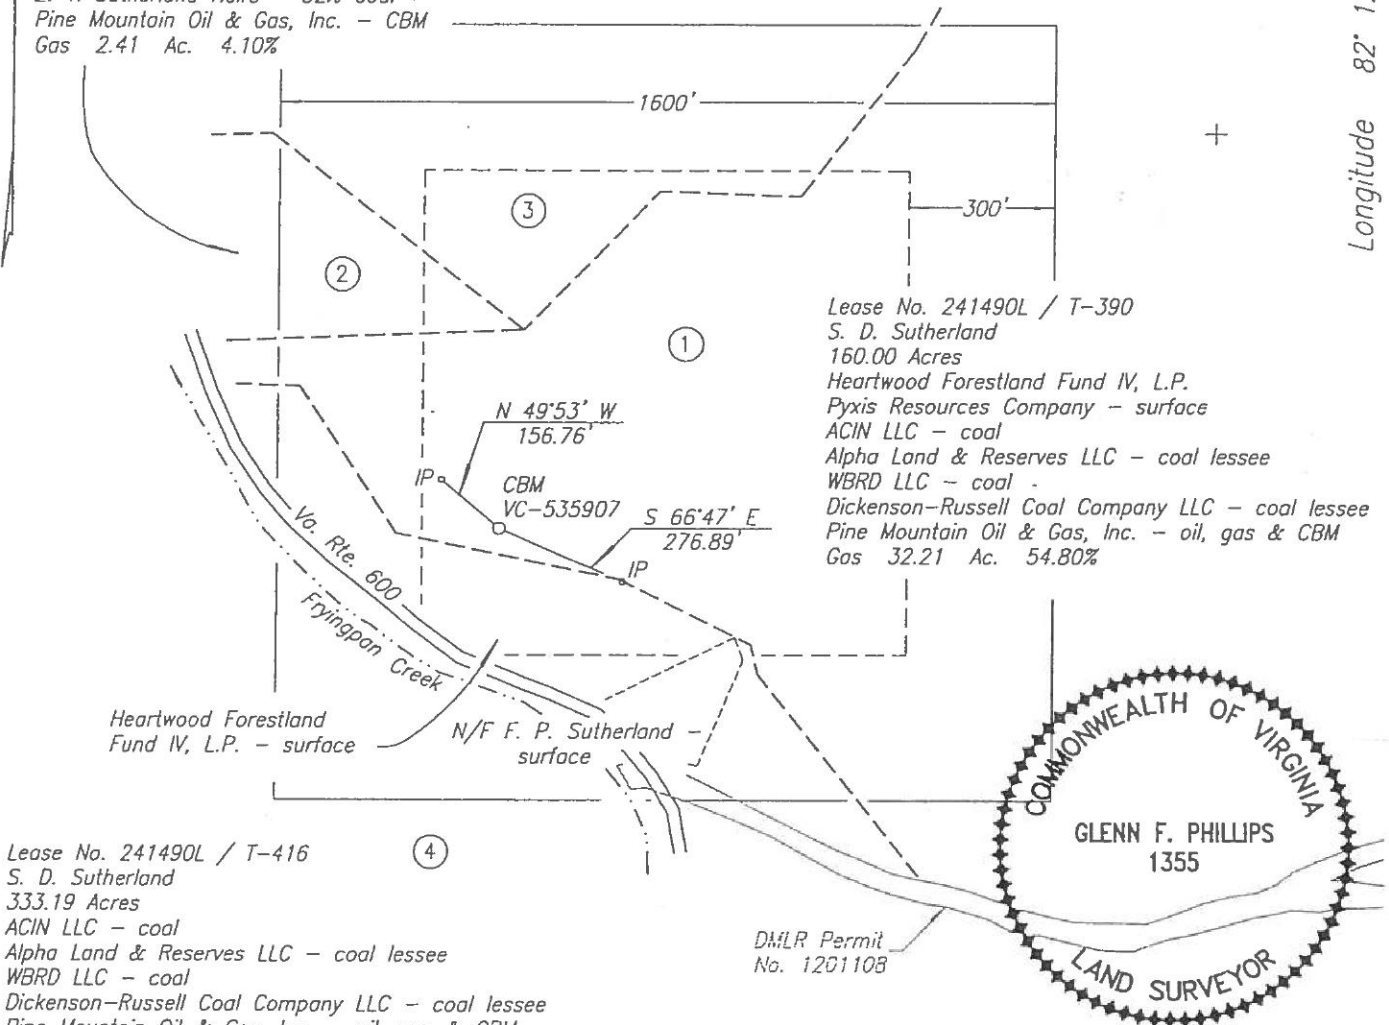 Pine Mountain Oil & Gas, Inc. – CBM
Gas 2.41 Ac. 4.10%
1600'
Longitude 82°
3
300'
2
1
Lease No. 241490L / T-390
S. D. Sutherland
160.00 Acres
Heartwood Forestland Fund IV, L.P.
Pyxis Resources Company – surface
ACIN LLC – coal
Alpha Land & Reserves LLC – coal lessee
WBRD LLC – coal
Dickenson-Russell Coal Company LLC – coal lessee
Pine Mountain Oil & Gas, Inc. – oil, gas & CBM
Gas 32.21 Ac. 54.80%
N 49°53' W
156.76'
IP
CBM
VC-535907
S 66°47' E
276.89'
IP
Va. Rte. 600
Fryingpan Creek
Heartwood Forestland
Fund IV, L.P. – surface
N/F F. P. Sutherland –
surface
COMMONWEALTH OF VIRGINIA
GLENN F. PHILLIPS
1355
LAND SURVEYOR
4
Lease No. 241490L / T-416
S. D. Sutherland
333.19 Acres
ACIN LLC – coal
Alpha Land & Reserves LLC – coal lessee
WBRD LLC – coal
Dickenson-Russell Coal Company LLC – coal lessee
DMLR Permit
No. 1201108